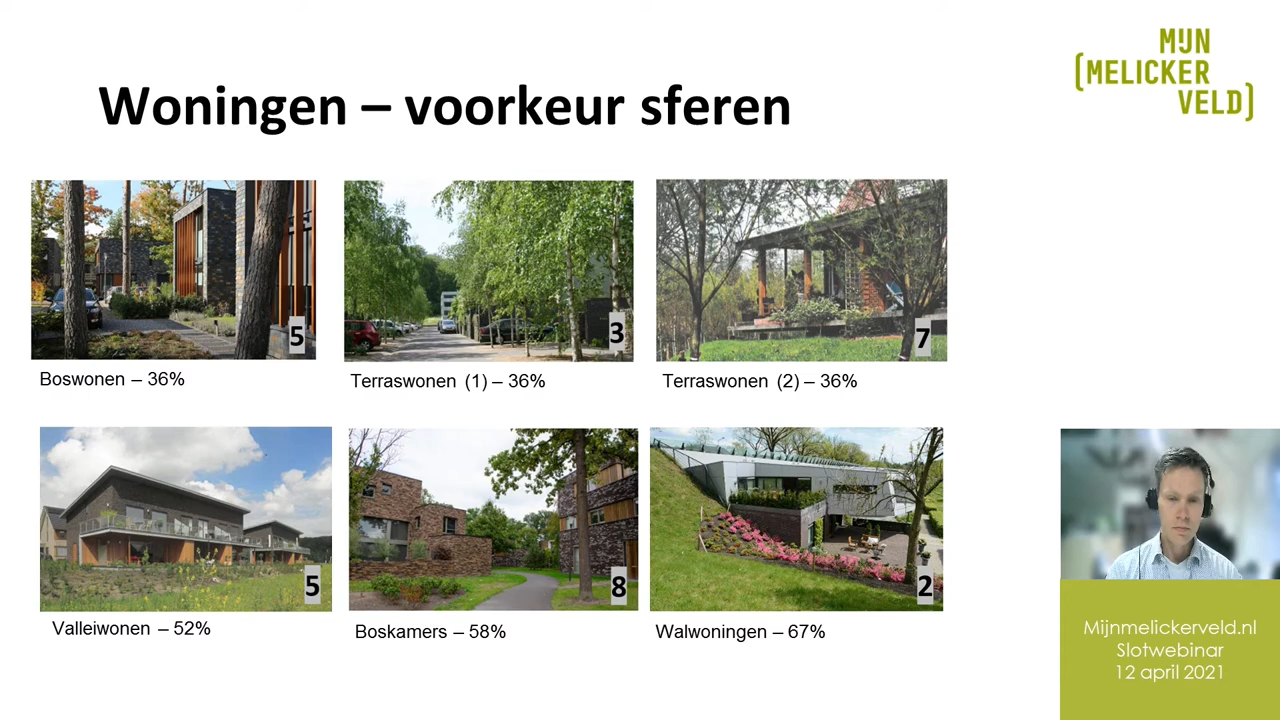 MIJN
[MELICKER
VELD]
Woningen – voorkeur sferen
5
3
7
Boswonen – 36%
Terraswonen (1) – 36%
Terraswonen (2) – 36%
5
8
2
Valleiwonen – 52%
Boskamers – 58%
Walwoningen – 67%
Mijnmelickerveld.nl
Slotwebinar
12 april 2021